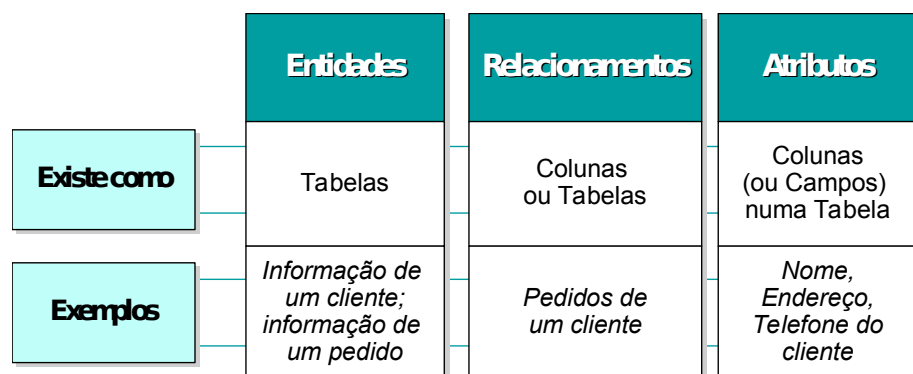 Entidades
Relacionamentos
Atributos
Existe como
Tabelas
Colunas
ou Tabelas
Colunas
(ou Campos)
numa Tabela
Exemplos
Informação de
um cliente;
informação de
um pedido
Pedidos de
um cliente
Nome,
Endereço,
Telefone do
cliente